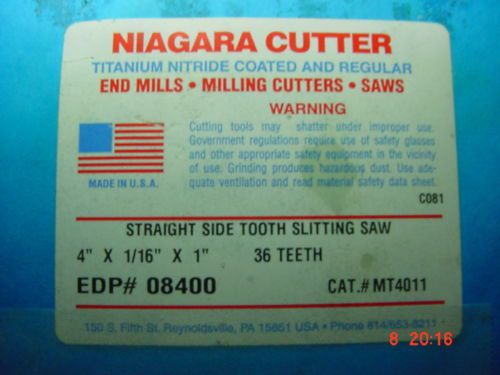 NIAGARA CUTTER
TITANIUM NITRIDE COATED AND REGULAR
END MILLS • MILLING CUTTERS • SAWS
WARNING
Cutting tools may shatter under improper use.
Government regulations require use of safety glasses
and other appropriate safety equipment in the vicinity
of use. Grinding produces hazardous dust. Use ade-
quate ventilation and read material safety data sheet.
MADE IN U.S.A.
C081
STRAIGHT SIDE TOOTH SLITTING SAW
4" X 1/16" X 1" 36 TEETH
EDP# 08400 CAT.# MT4011
150 S. Fifth St. Reynoldsville, PA 15851 USA • Phone 814/653-8211
8 20:16